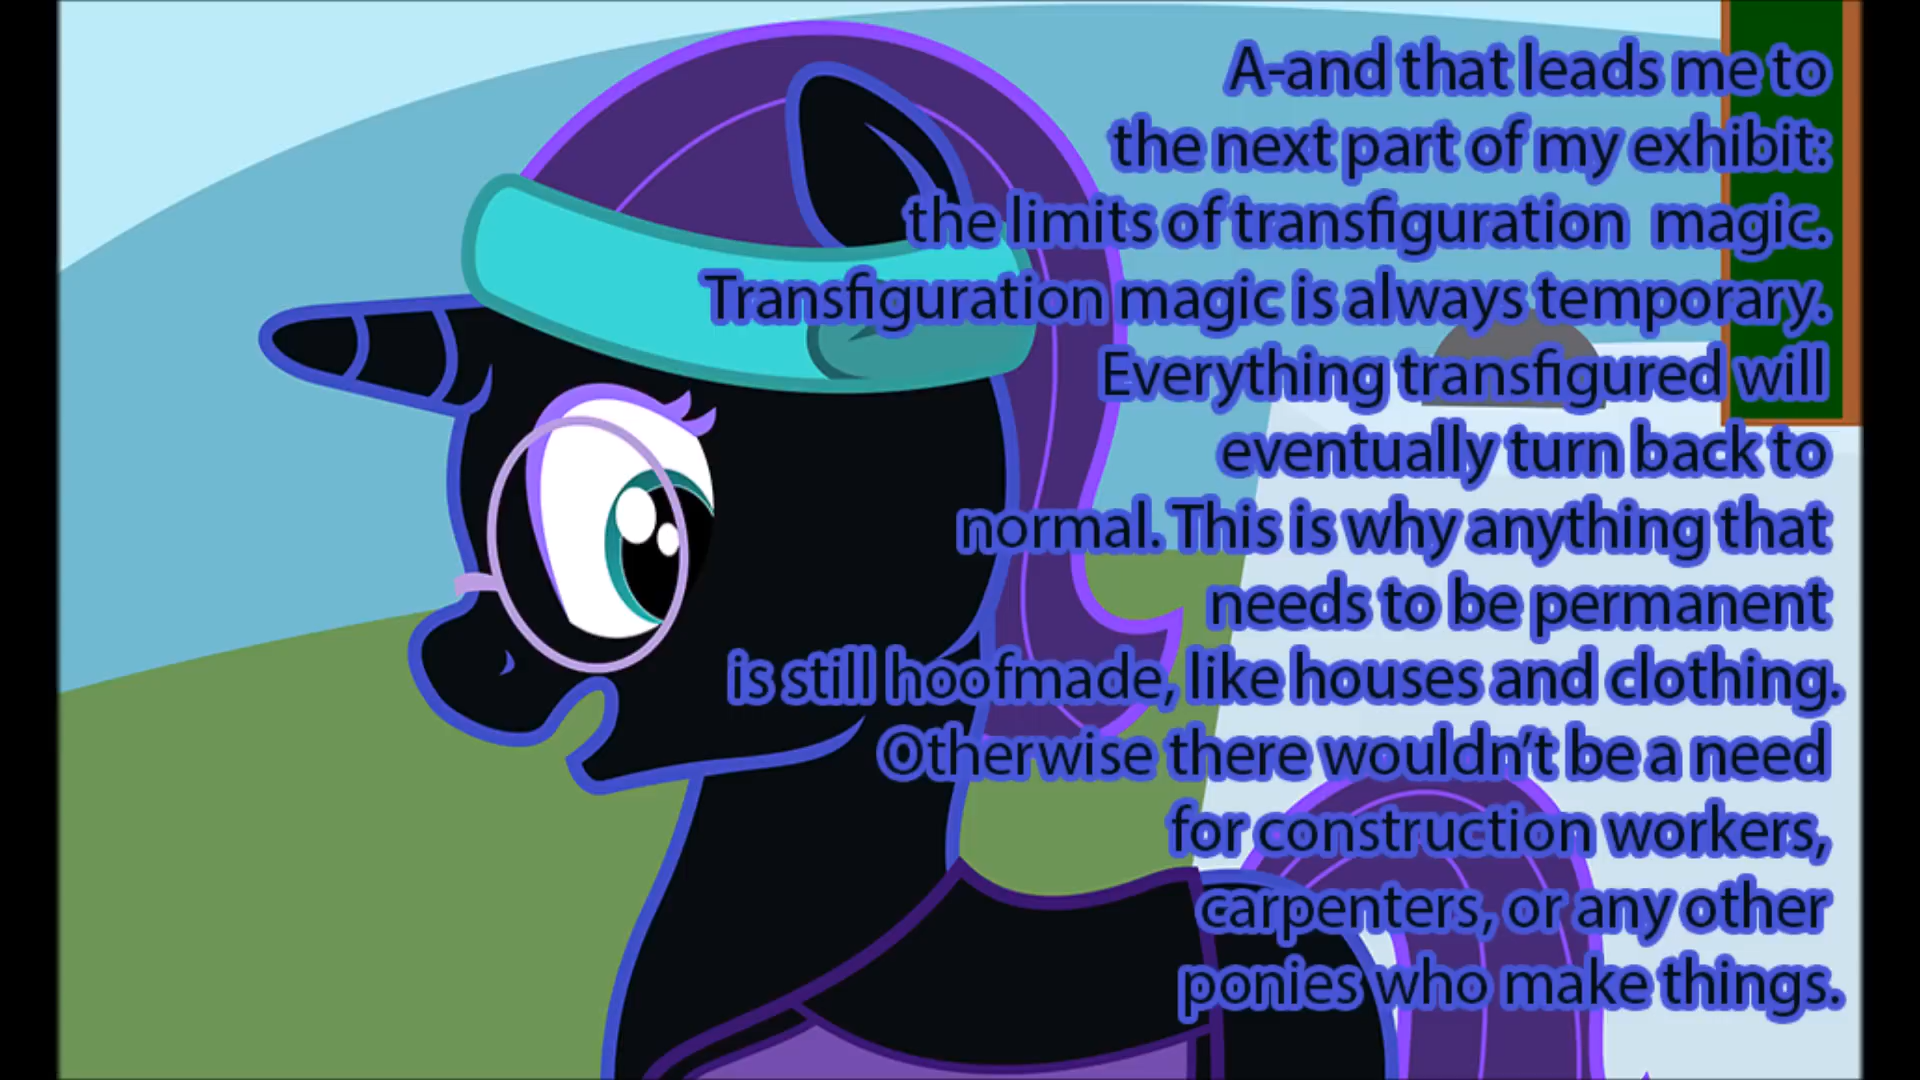 A-and that leads me to
the next part of my exhibit:
the limits of transfiguration magic.
Transfiguration magic is always temporary.
Everything transfigured will
eventually turn back to
normal. This is why anything that
needs to be permanent
is still hoofmade, like houses and clothing.
Otherwise there wouldn't be a need
for construction workers,
carpenters, or any other
ponies who make things.